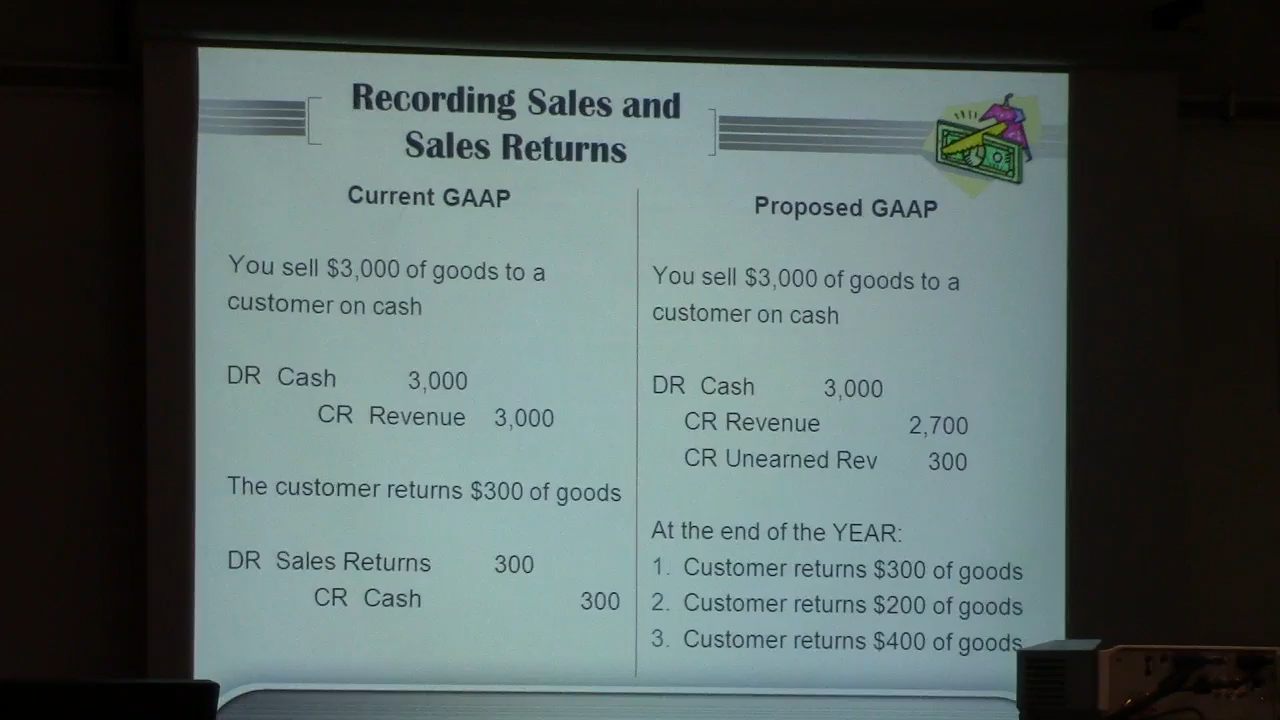 Recording Sales and
Sales Returns
Current GAAP
You sell $3,000 of goods to a
customer on cash
DR Cash 3,000
CR Revenue 3,000
The customer returns $300 of goods
DR Sales Returns 300
CR Cash 300
Proposed GAAP
You sell $3,000 of goods to a
customer on cash
DR Cash 3,000
CR Revenue 2,700
CR Unearned Rev 300
At the end of the YEAR:
1. Customer returns $300 of goods
2. Customer returns $200 of goods
3. Customer returns $400 of goods